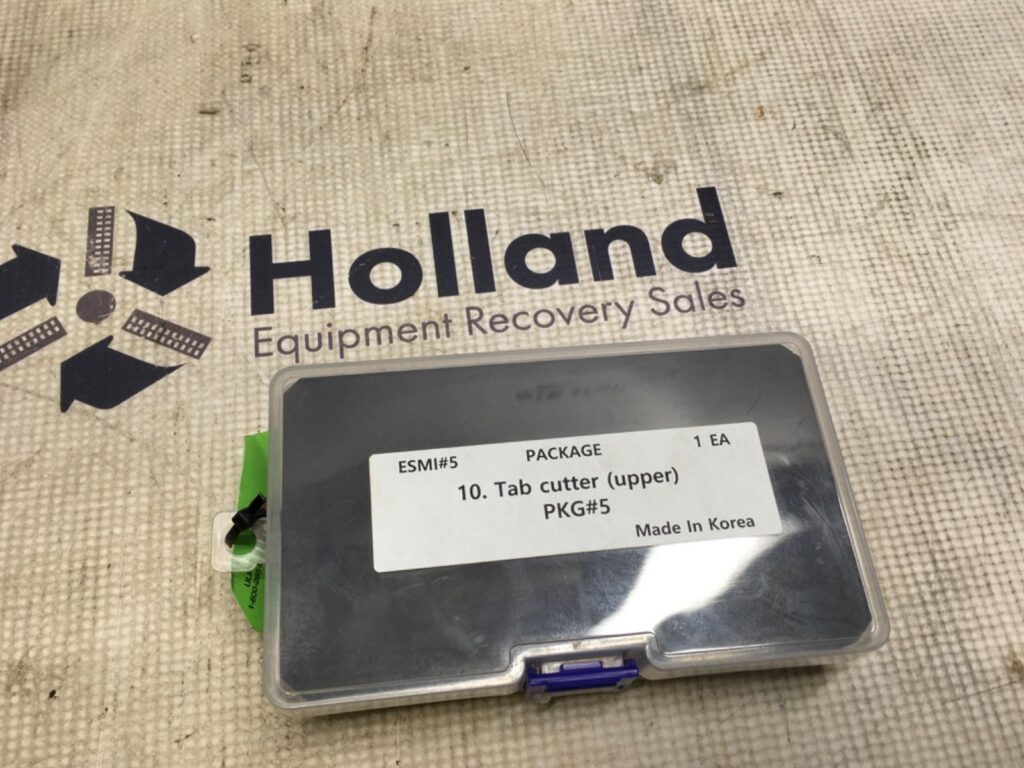 Holland
Equipment Recovery Sales
ESMI#5 PACKAGE 1 EA
10. Tab cutter (upper)
PKG#5
Made In Korea